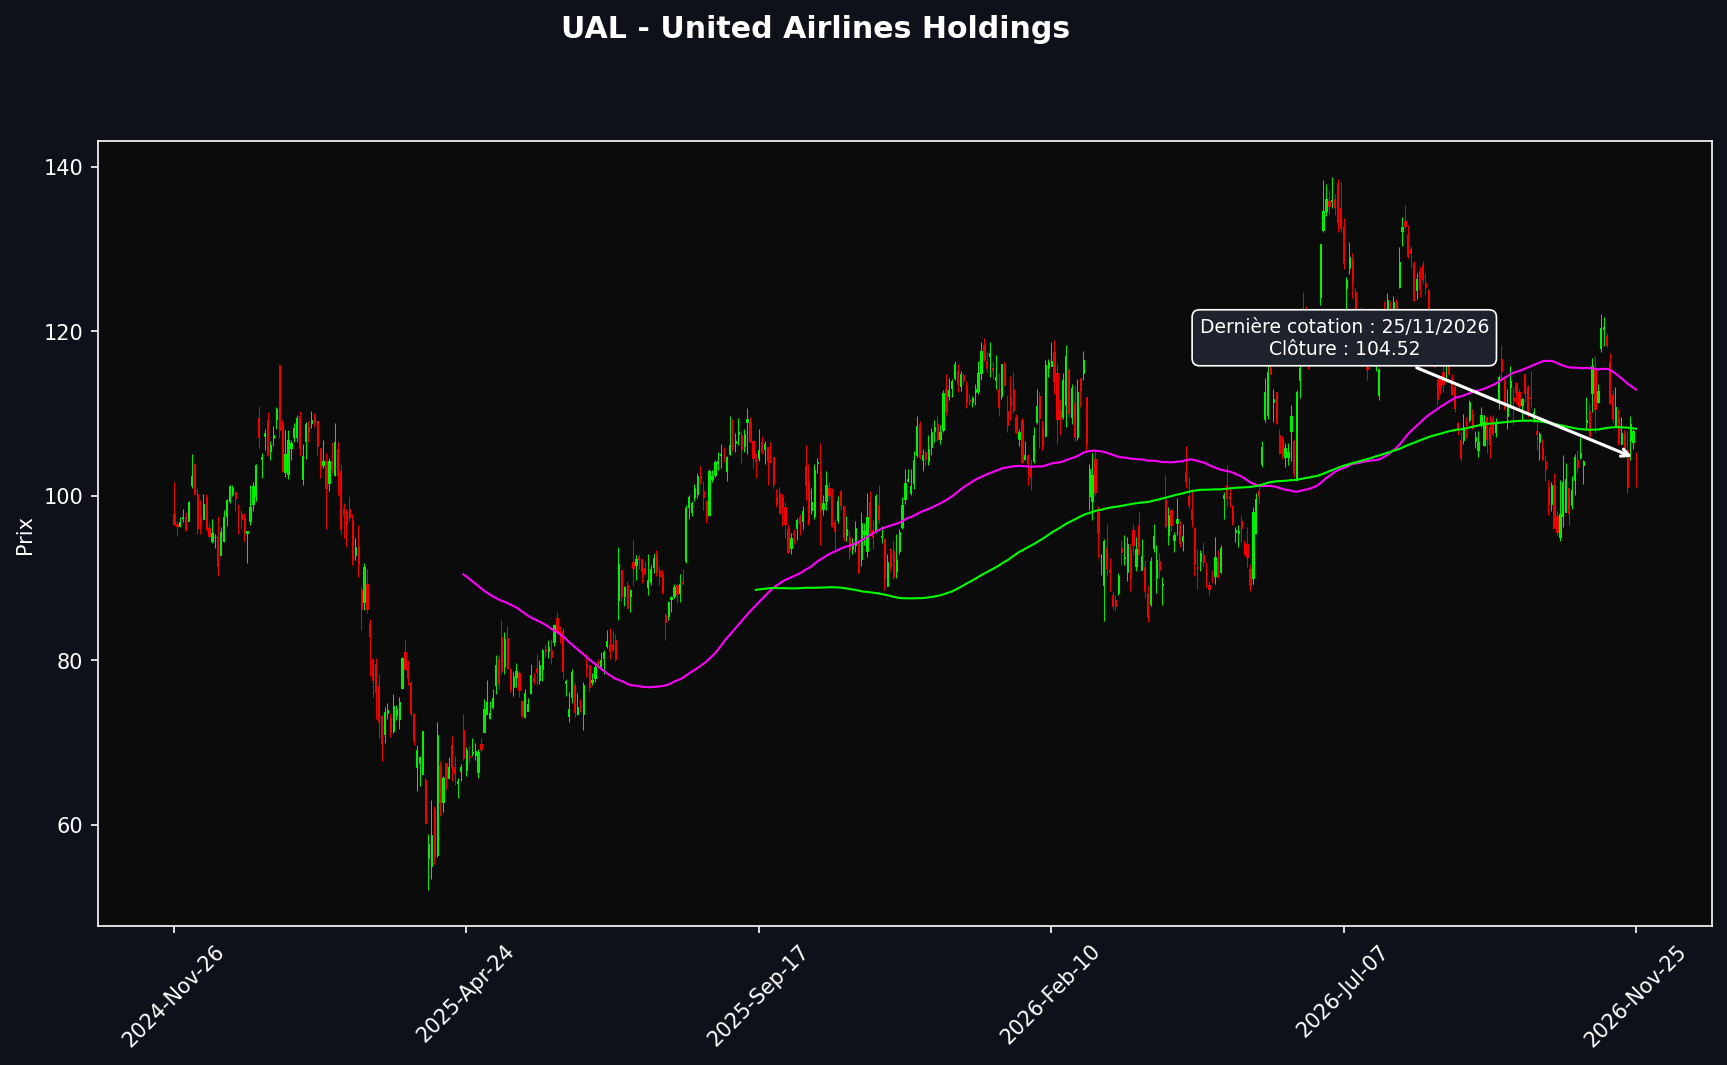 UAL - United Airlines Holdings
140
120
100
80
60
Prix
Dernière cotation : 25/11/2026
Clôture : 104.52
2024-Nov-26
2025-Apr-24
2025-Sep-17
2026-Feb-10
2026-Jul-07
2026-Nov-25